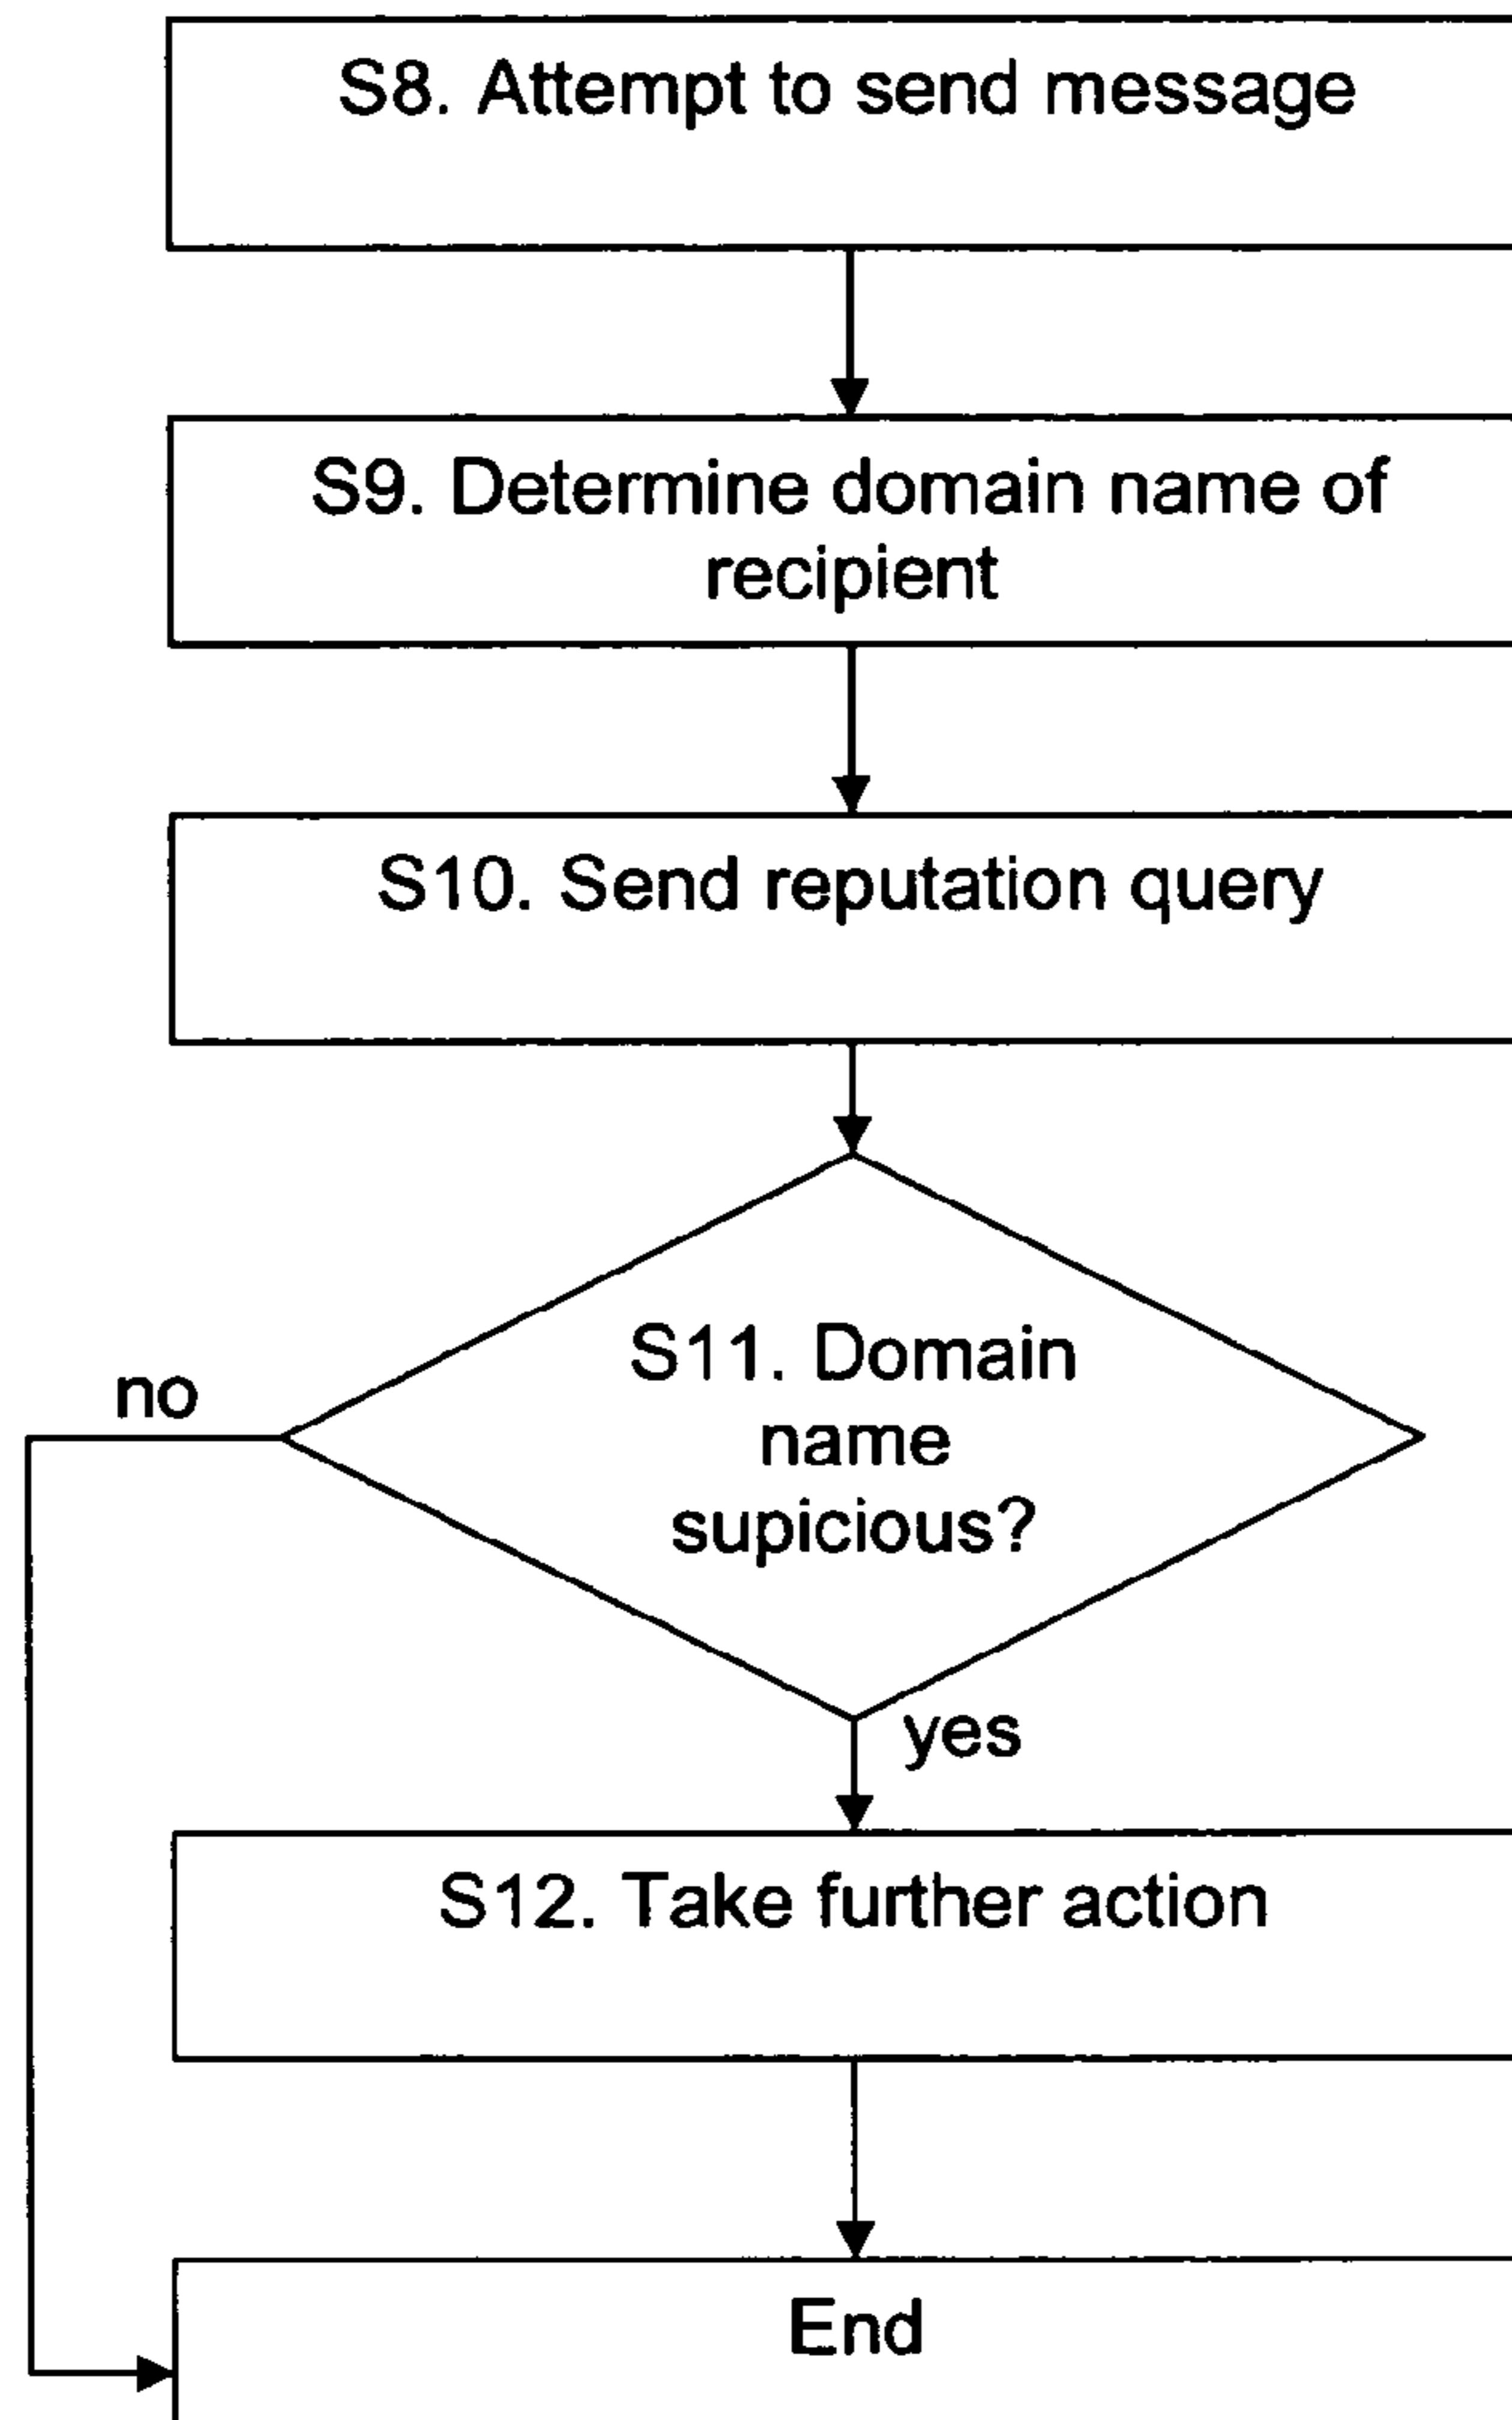 S8. Attempt to send message
S9. Determine domain name of
recipient
S10. Send reputation query
S11. Domain
name
supicious?
no
yes
S12. Take further action
End